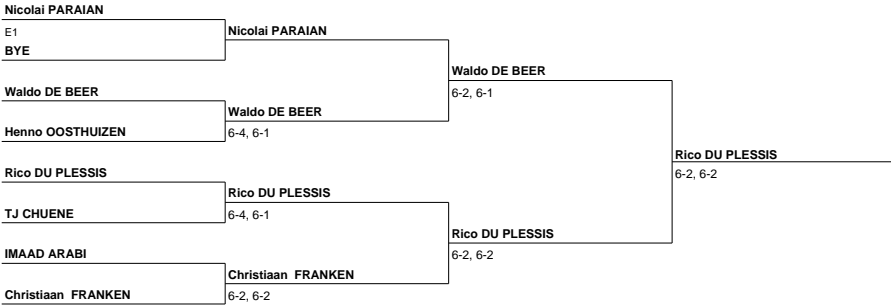 Nicolai PARAIAN
E1
BYE
Nicolai PARAIAN
Waldo DE BEER
Henno OOSTHUIZEN
Waldo DE BEER
6-4, 6-1
Waldo DE BEER
6-2, 6-1
Rico DU PLESSIS
TJ CHUENE
Rico DU PLESSIS
6-4, 6-1
IMAAD ARABI
Christiaan  FRANKEN
Christiaan  FRANKEN
6-2, 6-2
Rico DU PLESSIS
6-2, 6-2
Rico DU PLESSIS
6-2, 6-2